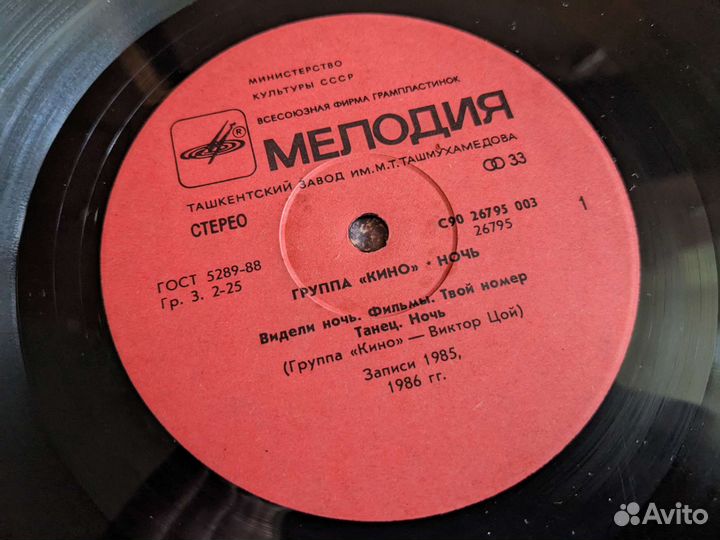 МИНИСТЕРСТВО
КУЛЬТУРЫ СССР
ВСЕСОЮЗНАЯ ФИРМА ГРАМПЛАСТИНОК
®
МЕЛОДИЯ
ТАШКЕНТСКИЙ ЗАВОД ИМ. М.Т. ТАШМУХАМЕДОВА
СТЕРЕО
33
С90 26795 003
26795
1
ГОСТ 5289-88
Гр. 3. 2-25
ГРУППА «КИНО» • НОЧЬ
Видели ночь. Фильмы. Твой номер
Танец. Ночь
(Группа «Кино» — Виктор Цой)
Записи 1985,
1986 гг.
Avito